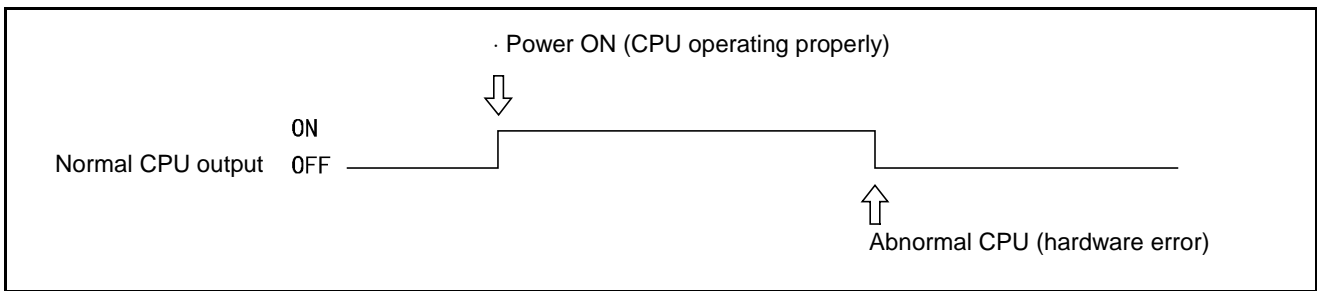 · Power ON (CPU operating properly)
ON
Normal CPU output OFF
Abnormal CPU (hardware error)